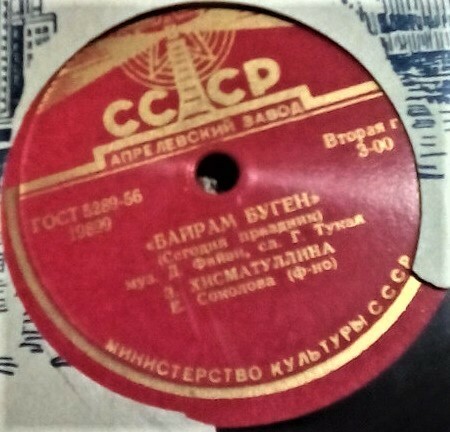 СССР
АПРЕЛЕВСКИЙ ЗАВОД
Вторая г
3-00
ГОСТ 5289-56
«БАЙРАМ БУГЕН»
(Сегодня праздник)
муз. Д. Файзи, сл. Г. Тукая
Э. ХИСМАТУЛЛИНА
Е. Соколова (ф-но)
МИНИСТЕРСТВО КУЛЬТУРЫ СССР